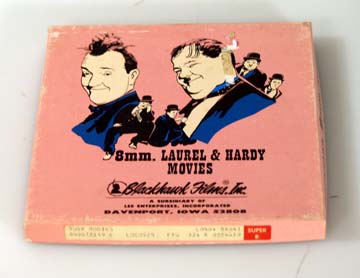 8mm. LAUREL & HARDY
MOVIES
Blackhawk Films, Inc.
A SUBSIDIARY OF
LEE ENTERPRISES, INCORPORATED
DAVENPORT, IOWA 52808
SUPER
8